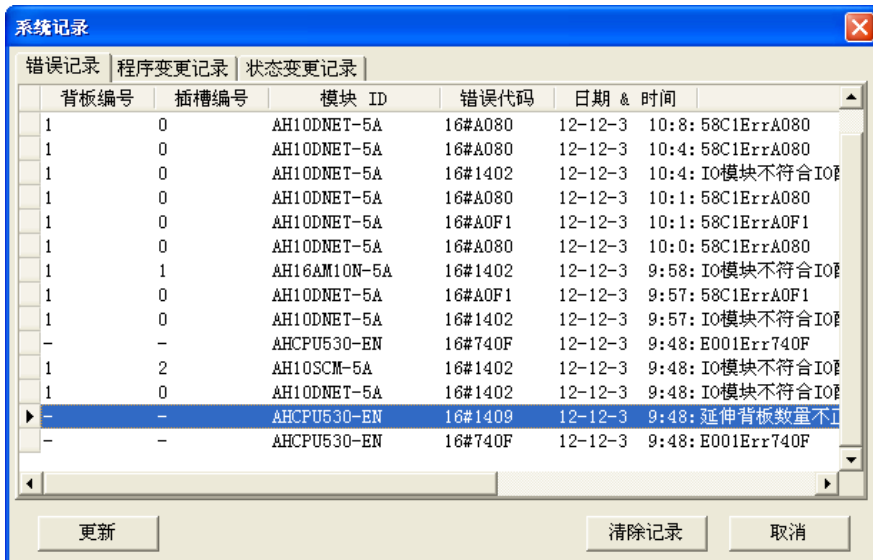 系统记录
错误记录 程序变更记录 状态变更记录
背板编号 插槽编号 模块 ID 错误代码 日期 & 时间
1 0 AH10DNET-5A 16#A080 12-12-3 10:8: 58C1ErrA080
1 0 AH10DNET-5A 16#A080 12-12-3 10:4: 58C1ErrA080
1 0 AH10DNET-5A 16#1402 12-12-3 10:4: IO模块不符合IO
1 0 AH10DNET-5A 16#A080 12-12-3 10:1: 58C1ErrA080
1 0 AH10DNET-5A 16#A0F1 12-12-3 10:1: 58C1ErrA0F1
1 0 AH10DNET-5A 16#A080 12-12-3 10:0: 58C1ErrA080
1 1 AH16AM10N-5A 16#1402 12-12-3 9:58: IO模块不符合IO
1 0 AH10DNET-5A 16#A0F1 12-12-3 9:57: 58C1ErrA0F1
1 0 AH10DNET-5A 16#1402 12-12-3 9:57: IO模块不符合IO
- - AHCPU530-EN 16#740F 12-12-3 9:48: E001Err740F
1 2 AH10SCM-5A 16#1402 12-12-3 9:48: IO模块不符合IO
1 0 AH10DNET-5A 16#1402 12-12-3 9:48: IO模块不符合IO
- - AHCPU530-EN 16#1409 12-12-3 9:48: 延伸背板数量不
- - AHCPU530-EN 16#740F 12-12-3 9:48: E001Err740F
更新 清除记录 取消